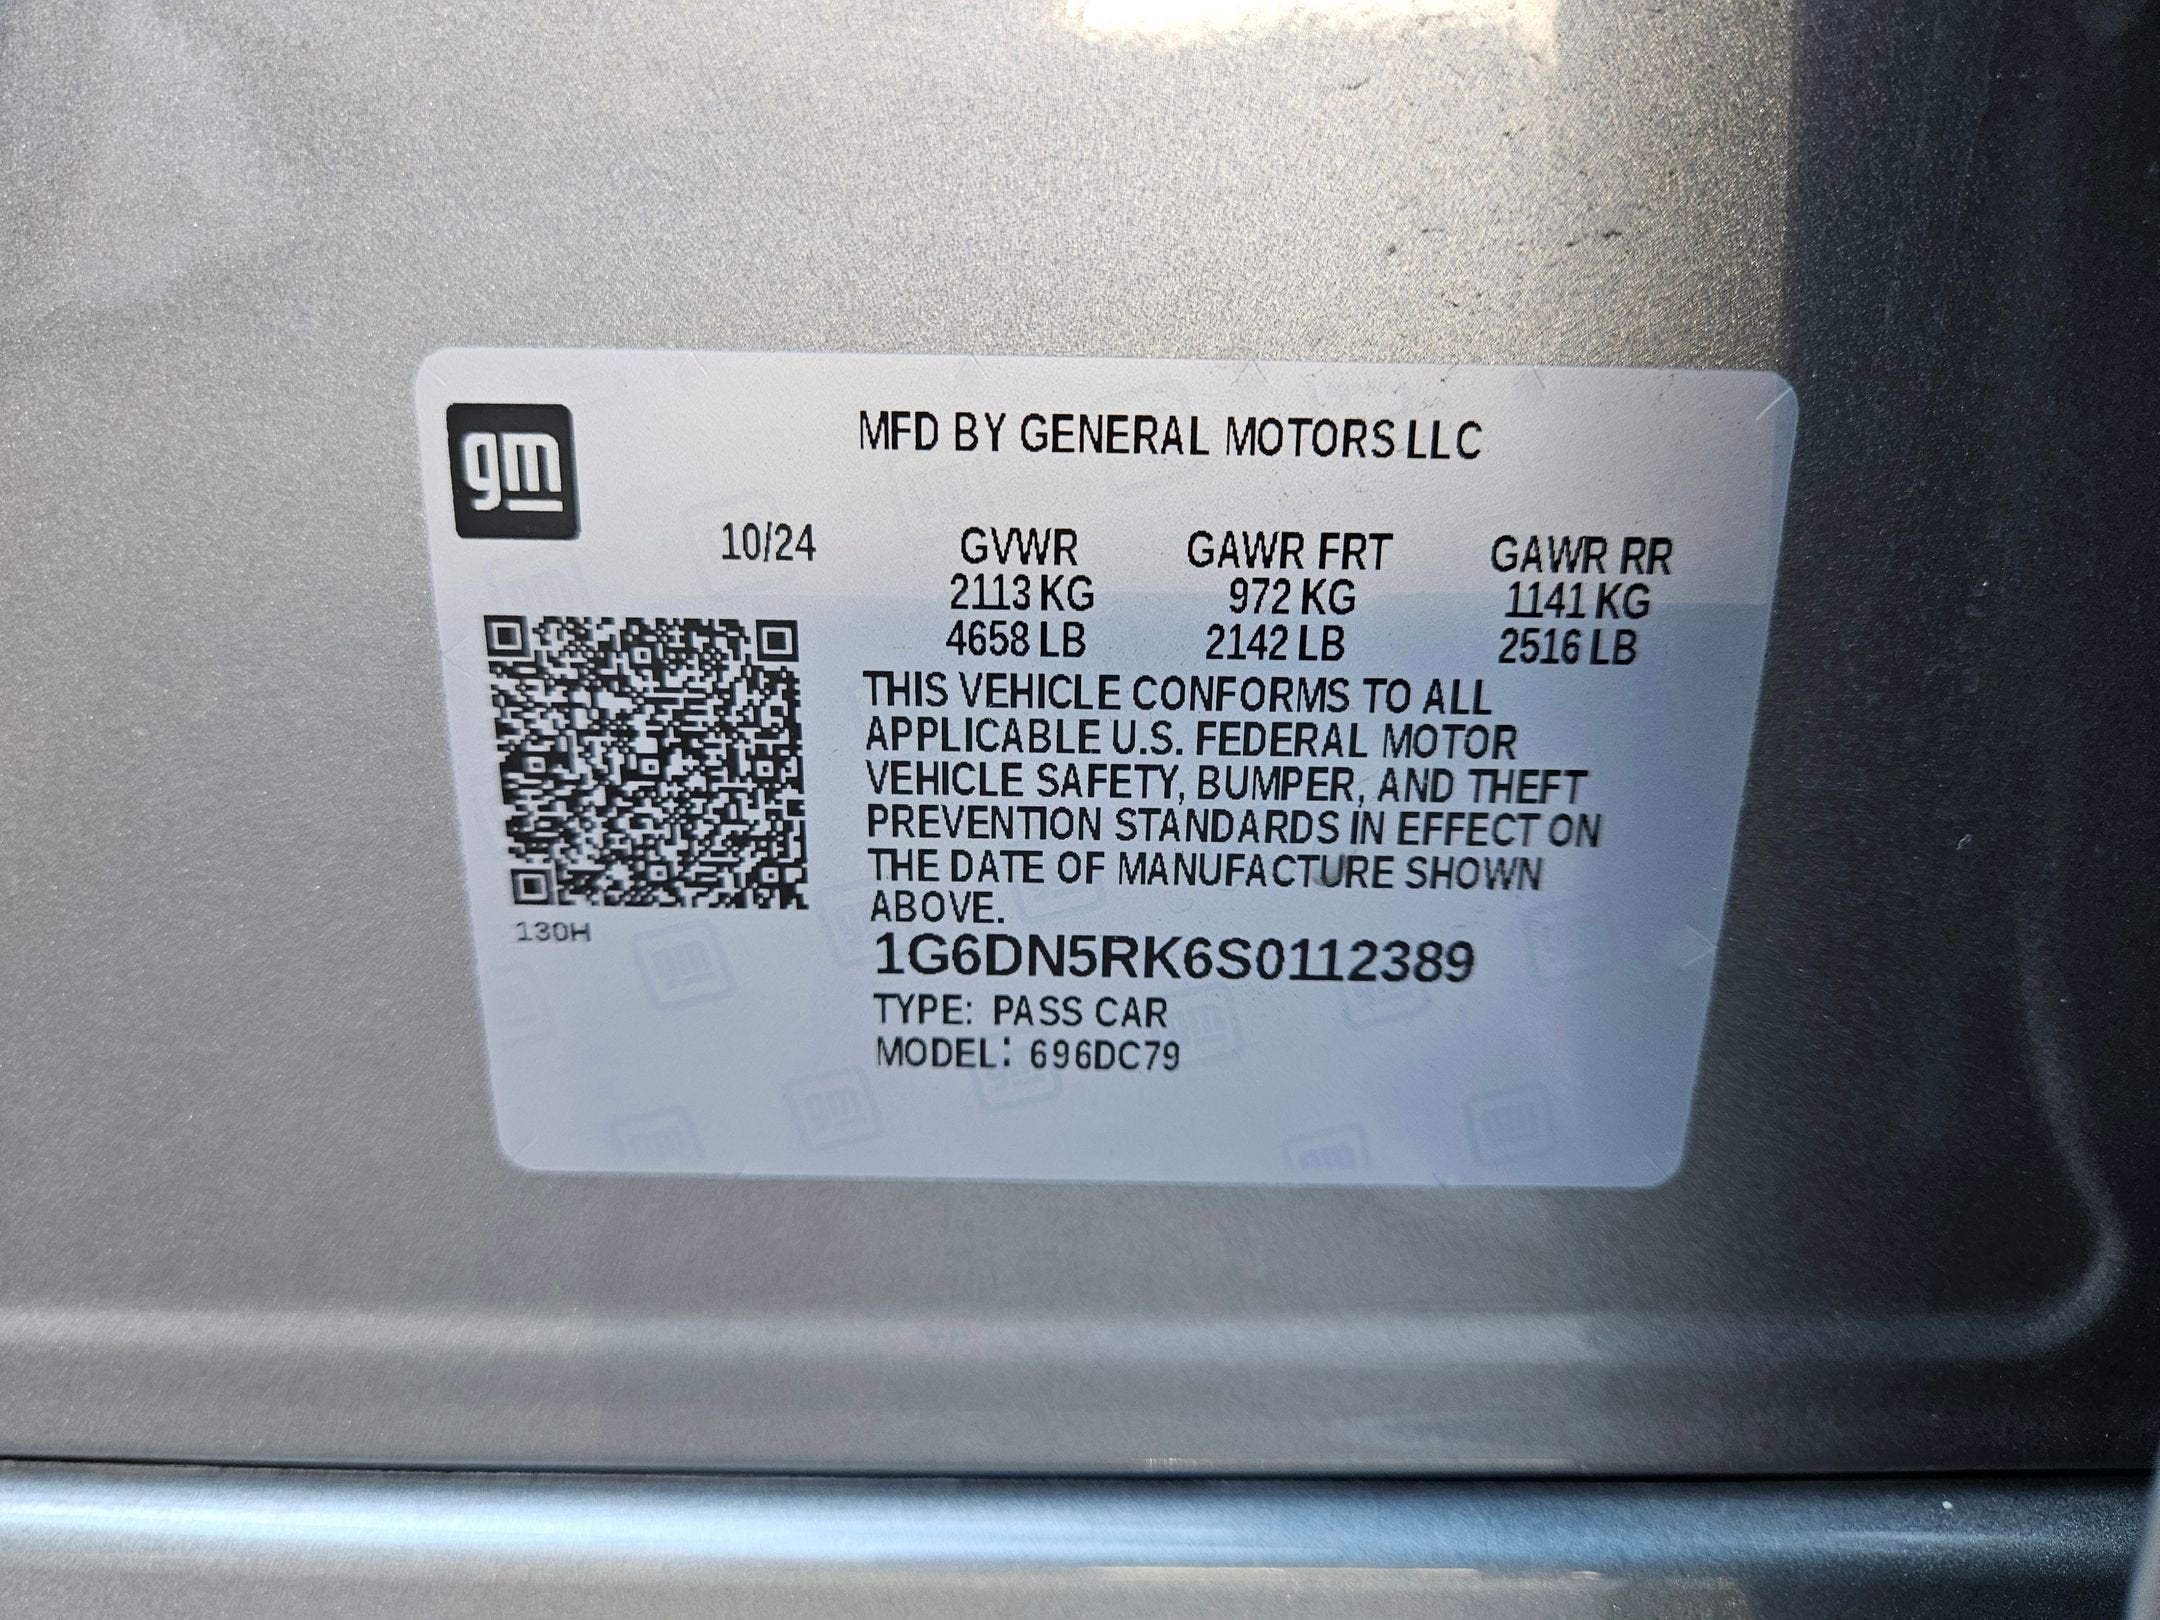 gm
MFD BY GENERAL MOTORS LLC
10/24 GVWR GAWR FRT GAWR RR
2113 KG 972 KG 1141 KG
4658 LB 2142 LB 2516 LB
THIS VEHICLE CONFORMS TO ALL
APPLICABLE U.S. FEDERAL MOTOR
VEHICLE SAFETY, BUMPER, AND THEFT
PREVENTION STANDARDS IN EFFECT ON
THE DATE OF MANUFACTURE SHOWN
ABOVE.
130H
1G6DN5RK6S0112389
TYPE: PASS CAR
MODEL: 696DC79